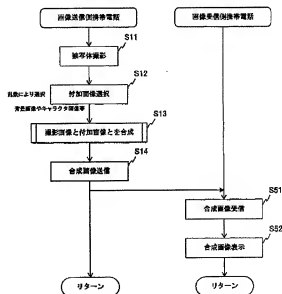 画像送信側携帯電話
画像受信側携帯電話
S11
被写体撮影
S12
乱数により選択
付加画像選択
背景画像やキャラクタ画像等
S13
撮影画像と付加画像とを合成
S14
合成画像送信
S51
合成画像受信
S52
合成画像表示
リターン
リターン